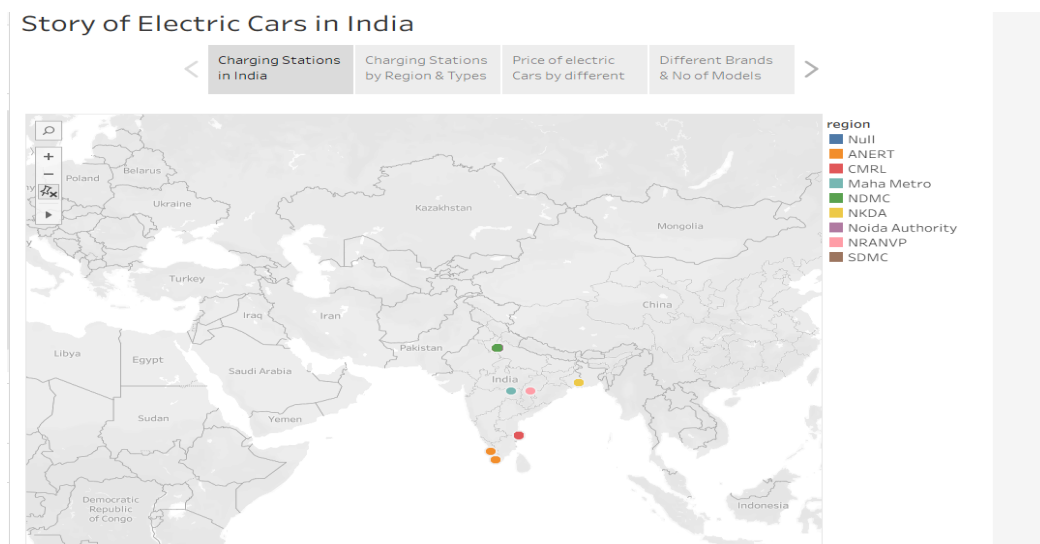 Story of Electric Cars in India
Charging Stations
in India
Charging Stations
by Region & Types
Price of electric
Cars by different
Different Brands
& No of Models
region
Null
ANERT
CMRL
Maha Metro
NDMC
NKDA
Noida Authority
NRANVP
SDMC
Belarus
Poland
Ukraine
Kazakhstan
Mongolia
Turkey
China
Iraq
Iran
Pakistan
Libya
Egypt
Saudi Arabia
India
Sudan
Yemen
Democratic
Republic
of Congo
Indonesia